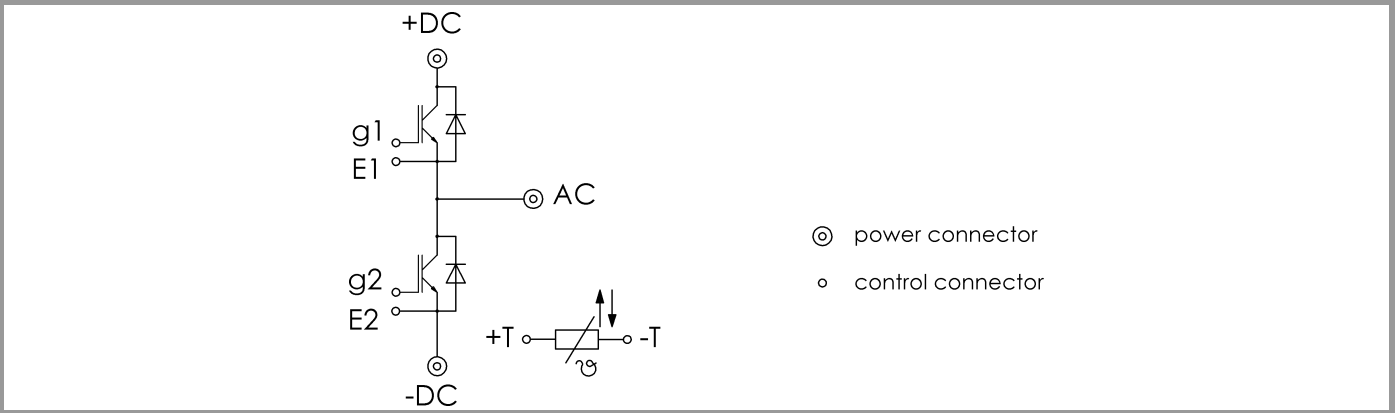 +DC
g1
E1
AC
power connector
control connector
g2
E2
+T
-T
ϑ
-DC